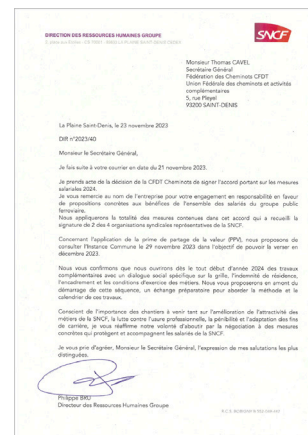 DIRECTION DES RESSOURCES HUMAINES GROUPE
SNCF
Monsieur Thomas CAVEL
Secrétaire Général
Fédération des Cheminots CFDT
Union Fédérale des cheminots et activités
complémentaires
5, rue Pleyel
93200 SAINT-DENIS
La Plaine Saint-Denis, le 23 novembre 2023
DIR n°2023/40
Monsieur le Secrétaire Général,
Je fais suite à votre courrier en date du 21 novembre 2023.
Je prends acte de la décision de la CFDT Cheminots de signer l'accord portant sur les mesures
salariales 2024.
Je vous remercie au nom de l'entreprise pour votre engagement en responsabilité en faveur
de propositions concrètes aux bénéfices de l'ensemble des salariés du groupe public
ferroviaire.
Nous appliquerons la totalité des mesures contenues dans cet accord qui a recueilli la
signature de 2 des 4 organisations syndicales représentatives de la SNCF.
Concernant l'application de la prime de partage de la valeur (PPV), nous proposons de
consulter l'Instance Commune le 29 novembre 2023 dans l'objectif de pouvoir la verser en
décembre 2023.
Nous vous confirmons que nous ouvrirons dès le tout début d'année 2024 des travaux
complémentaires avec un dialogue social spécifique sur la grille, l'indemnité de résidence,
l'encadrement et les conditions d'exercice des métiers. Nous vous proposerons en amont du
démarrage de cette séquence, un échange préparatoire pour aborder la méthode et le
calendrier de ces travaux.
Conscient de l'importance des chantiers à venir tant sur l'amélioration de l'attractivité des
métiers de la SNCF, la lutte contre l'usure professionnelle, la pénibilité et l'adaptation des fins
de carrière, je vous réaffirme notre volonté d'aboutir par la négociation à des mesures
concrètes qui protègent et accompagnent les salariés de la SNCF.
Je vous prie d'agréer, Monsieur le Secrétaire Général, l'expression de mes salutations les plus
distinguées.
Philippe BRU
Directeur des Ressources Humaines Groupe